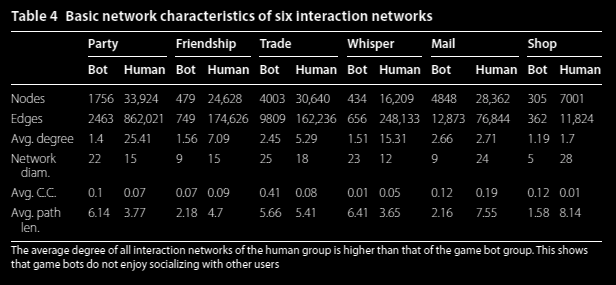 Table 4 Basic network characteristics of six interaction networks
Party Friendship Trade Whisper Mail Shop
Bot Human Bot Human Bot Human Bot Human Bot Human Bot Human
Nodes 1756 33,924 479 24,628 4003 30,640 434 16,209 4848 28,362 305 7001
Edges 2463 862,021 749 174,626 9809 162,236 656 248,133 12,873 76,844 362 11,824
Avg. degree 1.4 25.41 1.56 7.09 2.45 5.29 1.51 15.31 2.66 2.71 1.19 1.7
Network 22 15 9 15 25 18 23 12 9 24 5 28
diam.
Avg. C.C. 0.1 0.07 0.07 0.09 0.41 0.08 0.01 0.05 0.12 0.19 0.12 0.01
Avg. path 6.14 3.77 2.18 4.7 5.66 5.41 6.41 3.65 2.16 7.55 1.58 8.14
len.
The average degree of all interaction networks of the human group is higher than that of the game bot group. This shows
that game bots do not enjoy socializing with other users